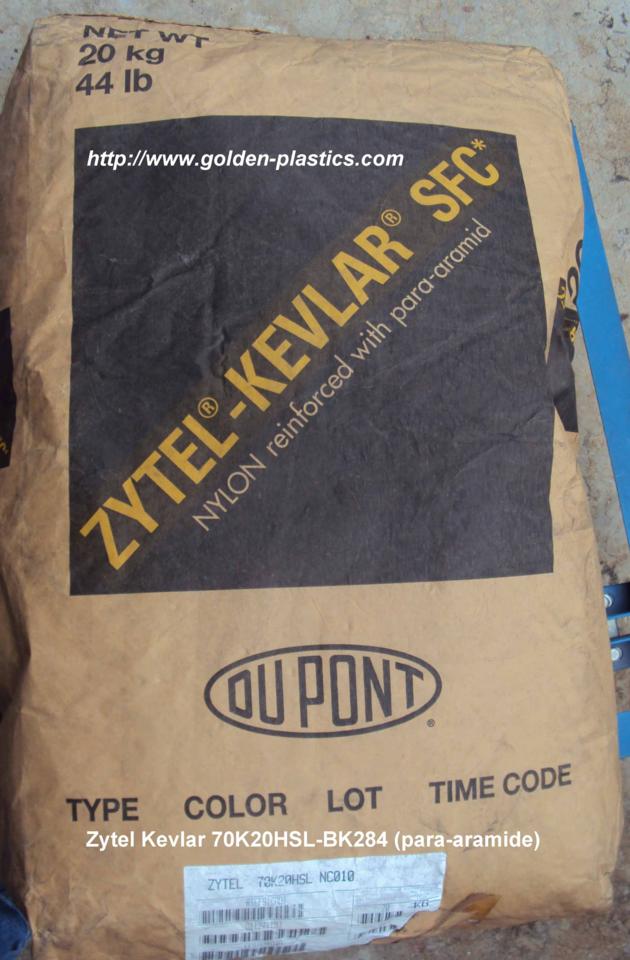 NET WT
20 kg
44 lb
http://www.golden-plastics.com
ZYTEL®-KEVLAR® SFC*
NYLON reinforced with para-aramid
DU PONT®
TYPE COLOR LOT TIME CODE
Zytel Kevlar 70K20HSL-BK284 (para-aramide)
ZYTEL 70K20HSL NC010
KG